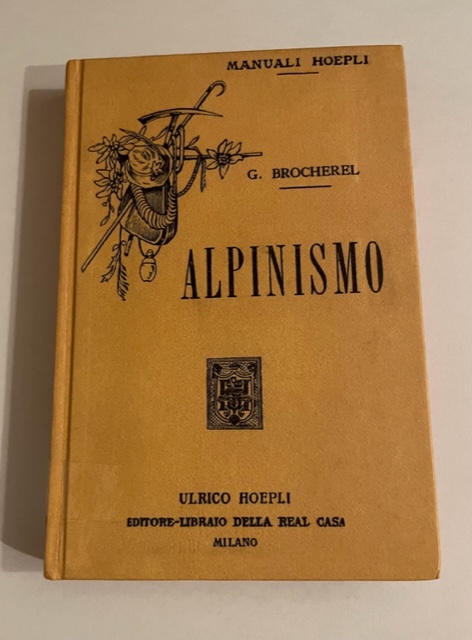 MANUALI HOEPLI
G. BROCHEREL
ALPINISMO
ULRICO HOEPLI
EDITORE-LIBRAIO DELLA REAL CASA
MILANO